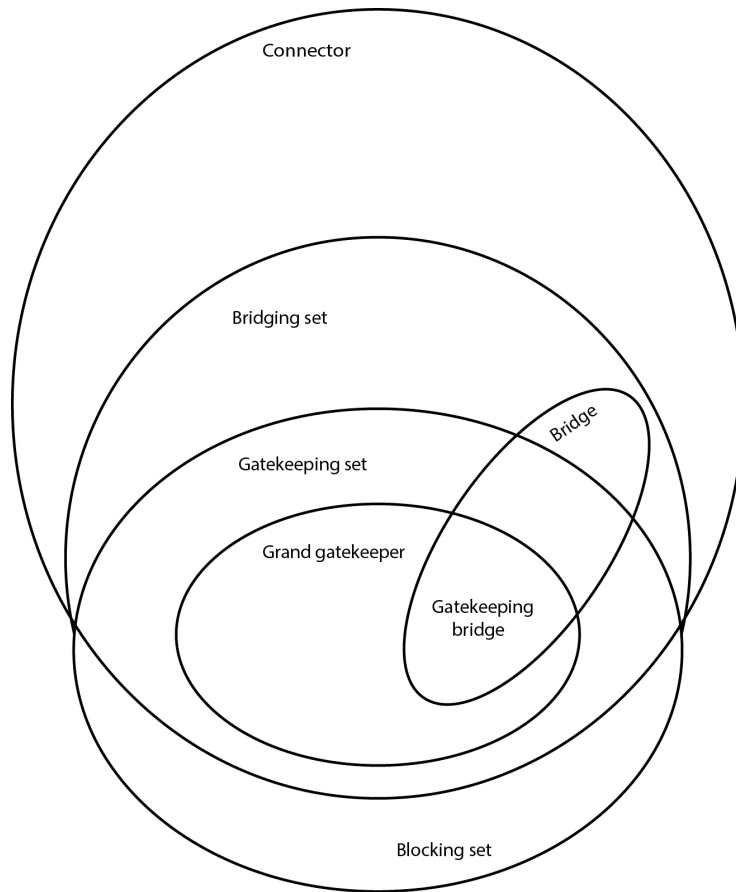 Connector
Bridging set
Bridge
Gatekeeping set
Grand gatekeeper
Gatekeeping
bridge
Blocking set